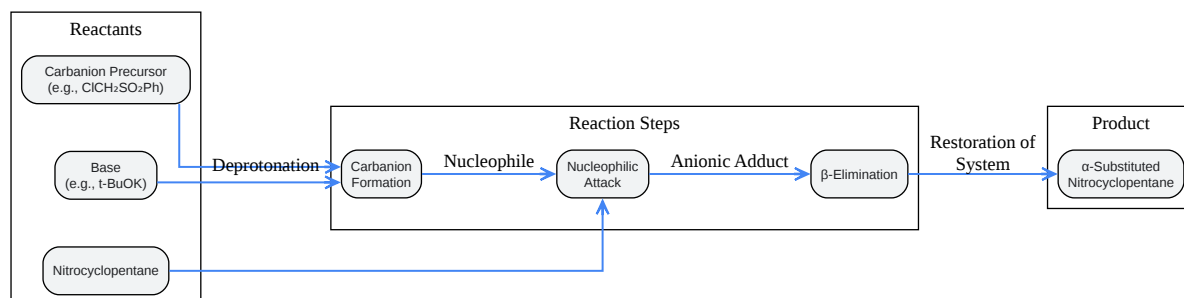 Reactants
Carbanion Precursor
(e.g., ClCH₂SO₂Ph)
Base
(e.g., t-BuOK)
Nitrocyclopentane
Deprotonation
Reaction Steps
Carbanion
Formation
Nucleophile
Nucleophilic
Attack
Anionic Adduct
β-Elimination
Restoration of
System
Product
α-Substituted
Nitrocyclopentane